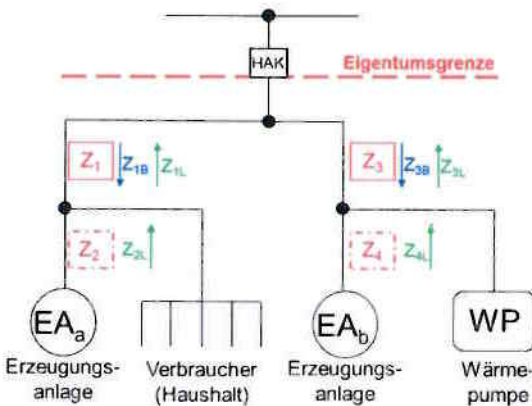 HAK
Eigentumsgrenze
Z1 Z1B Z1L
Z3 Z3B Z3L
Z2 Z2L
Z4 Z4L
EAa
EAb
WP
Erzeugungs-
anlage
Verbraucher
(Haushalt)
Erzeugungs-
anlage
Wärme-
pumpe